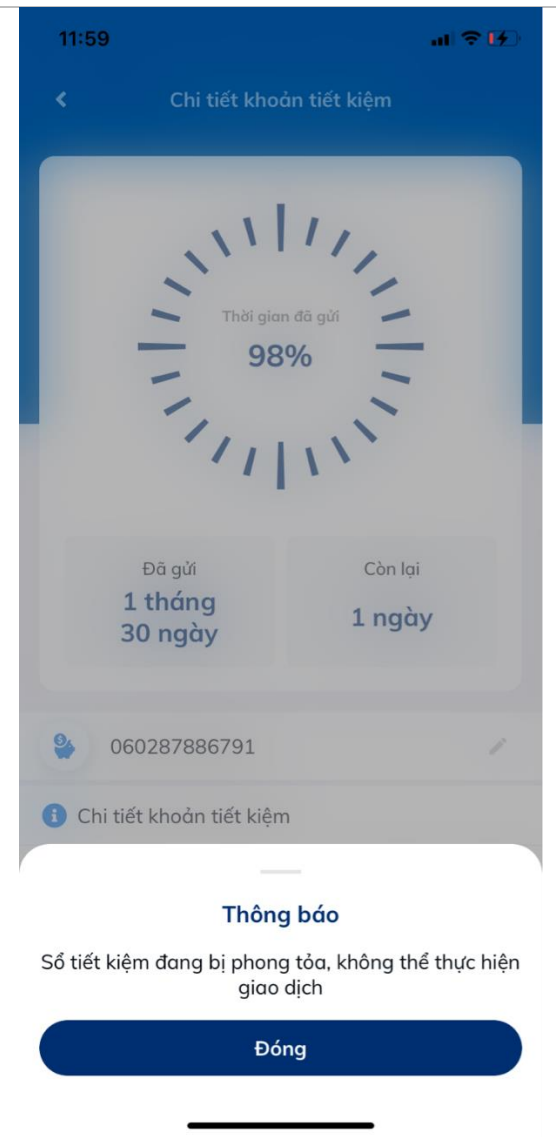 11:59
Chi tiết khoản tiết kiệm
Thời gian đã gửi
98%
Đã gửi
1 tháng
30 ngày
Còn lại
1 ngày
060287886791
Chi tiết khoản tiết kiệm
Thông báo
Sổ tiết kiệm đang bị phong tỏa, không thể thực hiện
giao dịch
Đóng